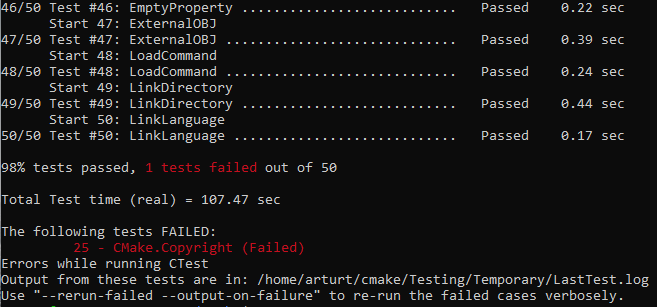 46/50 Test #46: EmptyProperty ........................... Passed 0.22 sec
Start 47: ExternalOBJ
47/50 Test #47: ExternalOBJ ............................. Passed 0.39 sec
Start 48: LoadCommand
48/50 Test #48: LoadCommand ............................. Passed 0.24 sec
Start 49: LinkDirectory
49/50 Test #49: LinkDirectory ........................... Passed 0.44 sec
Start 50: LinkLanguage
50/50 Test #50: LinkLanguage ............................ Passed 0.17 sec
98% tests passed, 1 tests failed out of 50
Total Test time (real) = 107.47 sec
The following tests FAILED:
25 - CMake.Copyright (Failed)
Errors while running CTest
Output from these tests are in: /home/arturt/cmake/Testing/Temporary/LastTest.log
Use "--rerun-failed --output-on-failure" to re-run the failed cases verbosely.